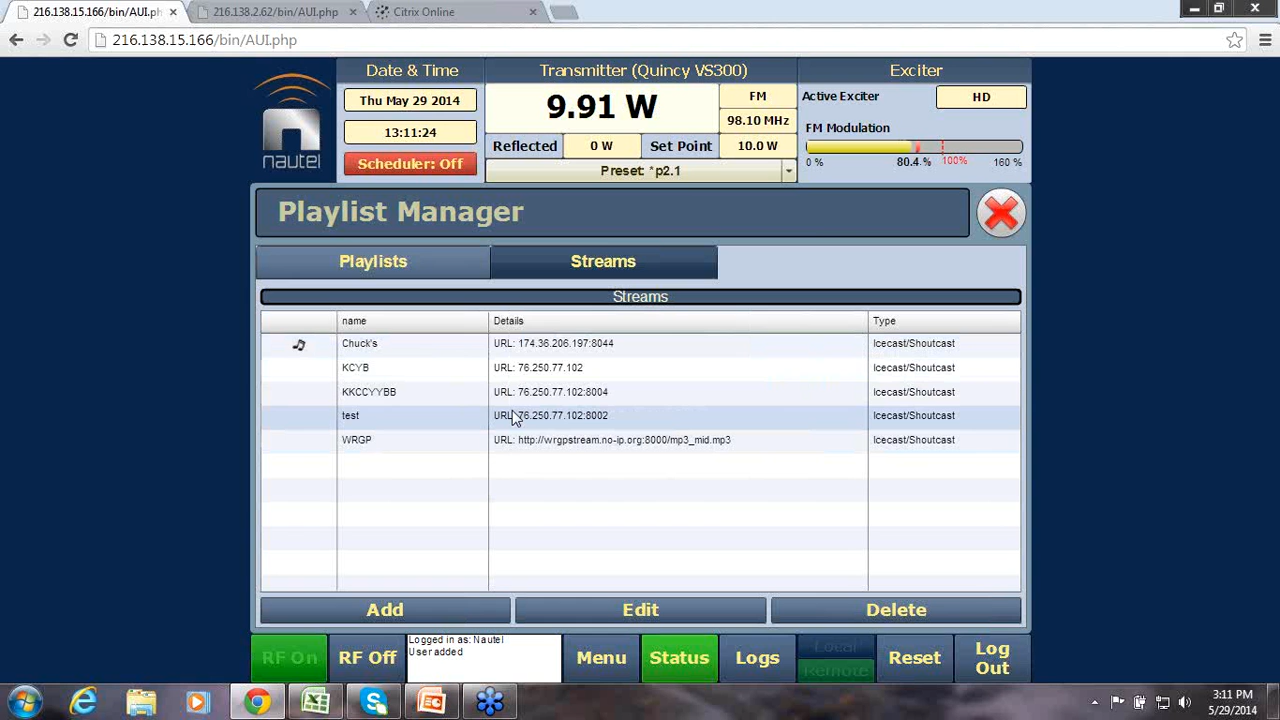 216.138.15.166/bin/AUI.ph
216.138.2.62/bin/AUI.php
Citrix Online
216.138.15.166/bin/AUI.php
nautel
Date & Time
Thu May 29 2014
13:11:24
Scheduler: Off
Transmitter (Quincy VS300)
9.91 W
FM
98.10 MHz
Reflected 0 W Set Point 10.0 W
Preset: *p2.1
Exciter
Active Exciter HD
FM Modulation
0 % 80.4.% 100% 160 %
Playlist Manager
Playlists Streams
Streams
name Details Type
Chuck's URL: 174.36.206.197:8044 Icecast/Shoutcast
KCYB URL: 76.250.77.102 Icecast/Shoutcast
KKCCYYBB URL: 76.250.77.102:8004 Icecast/Shoutcast
test URL: 76.250.77.102:8002 Icecast/Shoutcast
WRGP URL: http://wrgpstream.no-ip.org:8000/mp3_mid.mp3 Icecast/Shoutcast
Add Edit Delete
RF On
RF Off
Logged in as: Nautel
User added
Menu
Status
Logs
Local
Remote
Reset
Log
Out
3:11 PM
5/29/2014